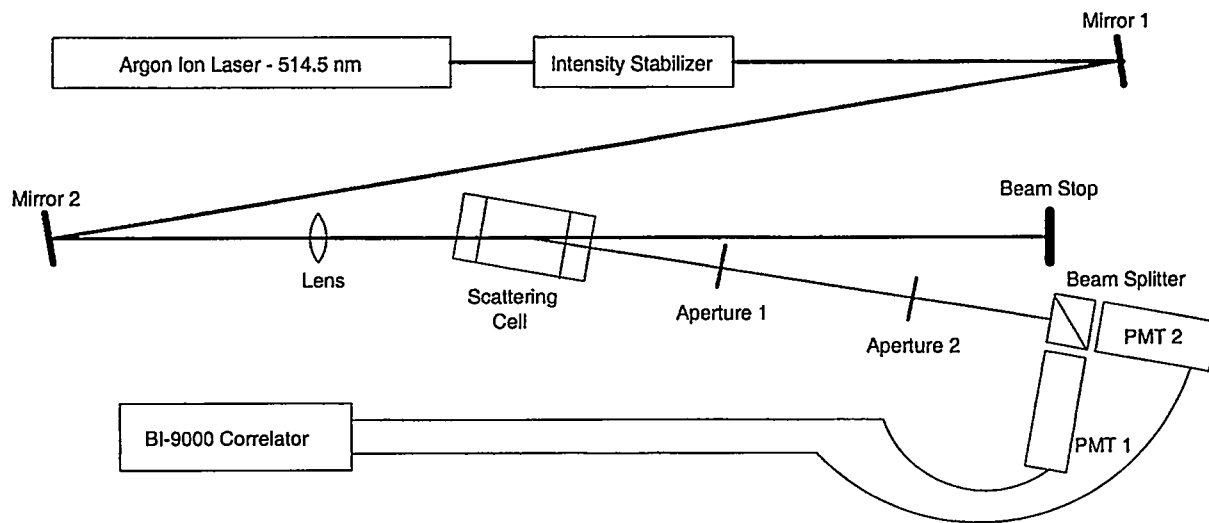 Mirror 1
Argon Ion Laser - 514.5 nm
Intensity Stabilizer
Mirror 2
Beam Stop
Lens
Scattering
Cell
Aperture 1
Aperture 2
Beam Splitter
PMT 2
PMT 1
BI-9000 Correlator